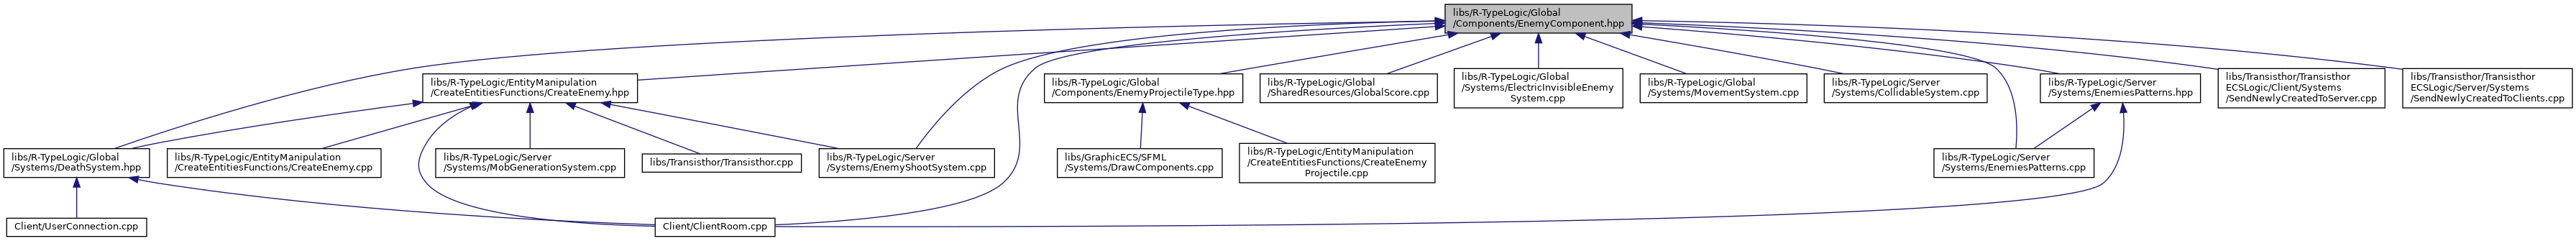 libs/R-TypeLogic/Global
/Components/EnemyComponent.hpp
libs/R-TypeLogic/EntityManipulation
/CreateEntitiesFunctions/CreateEnemy.hpp
libs/R-TypeLogic/Global
/Components/EnemyProjectileType.hpp
libs/R-TypeLogic/Global
/SharedResources/GlobalScore.cpp
libs/R-TypeLogic/Global
/Systems/ElectricInvisibleEnemy
System.cpp
libs/R-TypeLogic/Global
/Systems/MovementSystem.cpp
libs/R-TypeLogic/Server
/Systems/CollidableSystem.cpp
libs/R-TypeLogic/Server
/Systems/EnemiesPatterns.hpp
libs/Transisthor/Transisthor
ECSLogic/Client/Systems
/SendNewlyCreatedToServer.cpp
libs/Transisthor/Transisthor
ECSLogic/Server/Systems
/SendNewlyCreatedToClients.cpp
libs/R-TypeLogic/Global
/Systems/DeathSystem.hpp
libs/R-TypeLogic/EntityManipulation
/CreateEntitiesFunctions/CreateEnemy.cpp
libs/R-TypeLogic/Server
/Systems/MobGenerationSystem.cpp
libs/Transisthor/Transisthor.cpp
libs/R-TypeLogic/Server
/Systems/EnemyShootSystem.cpp
libs/GraphicECS/SFML
/Systems/DrawComponents.cpp
libs/R-TypeLogic/EntityManipulation
/CreateEntitiesFunctions/CreateEnemy
Projectile.cpp
libs/R-TypeLogic/Server
/Systems/EnemiesPatterns.cpp
Client/UserConnection.cpp
Client/ClientRoom.cpp